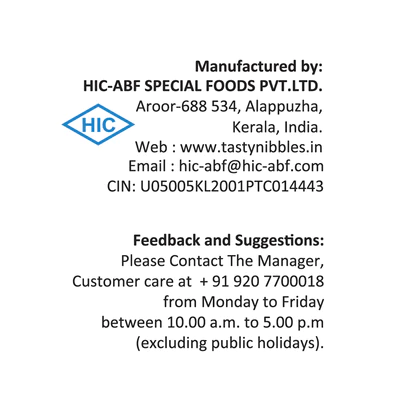 Manufactured by:
HIC-ABF SPECIAL FOODS PVT.LTD.
Aroor-688 534, Alappuzha,
HIC
Kerala, India.
Web : www.tastynibbles.in
Email : hic-abf@hic-abf.com
CIN: U05005KL2001PTC014443
Feedback and Suggestions:
Please Contact The Manager,
Customer care at + 91 920 7700018
from Monday to Friday
between 10.00 a.m. to 5.00 p.m
(excluding public holidays).